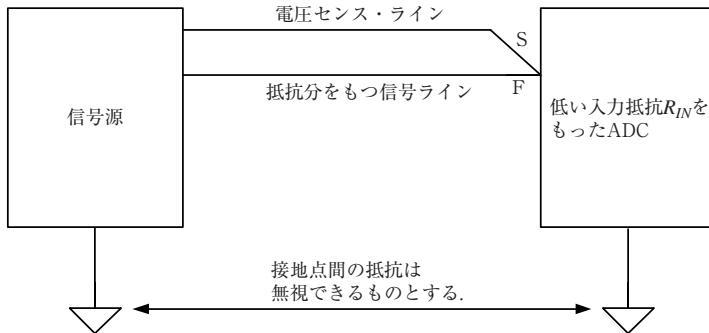 電圧センス・ライン
S
抵抗分をもつ信号ライン
F
信号源
低い入力抵抗R_INを
もったADC
接地点間の抵抗は
無視できるものとする.